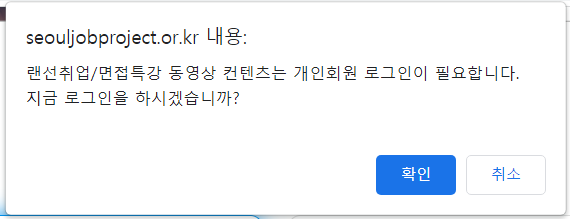 seouljobproject.or.kr 내용:
랜선취업/면접특강 동영상 컨텐츠는 개인회원 로그인이 필요합니다.
지금 로그인을 하시겠습니까?
확인
취소